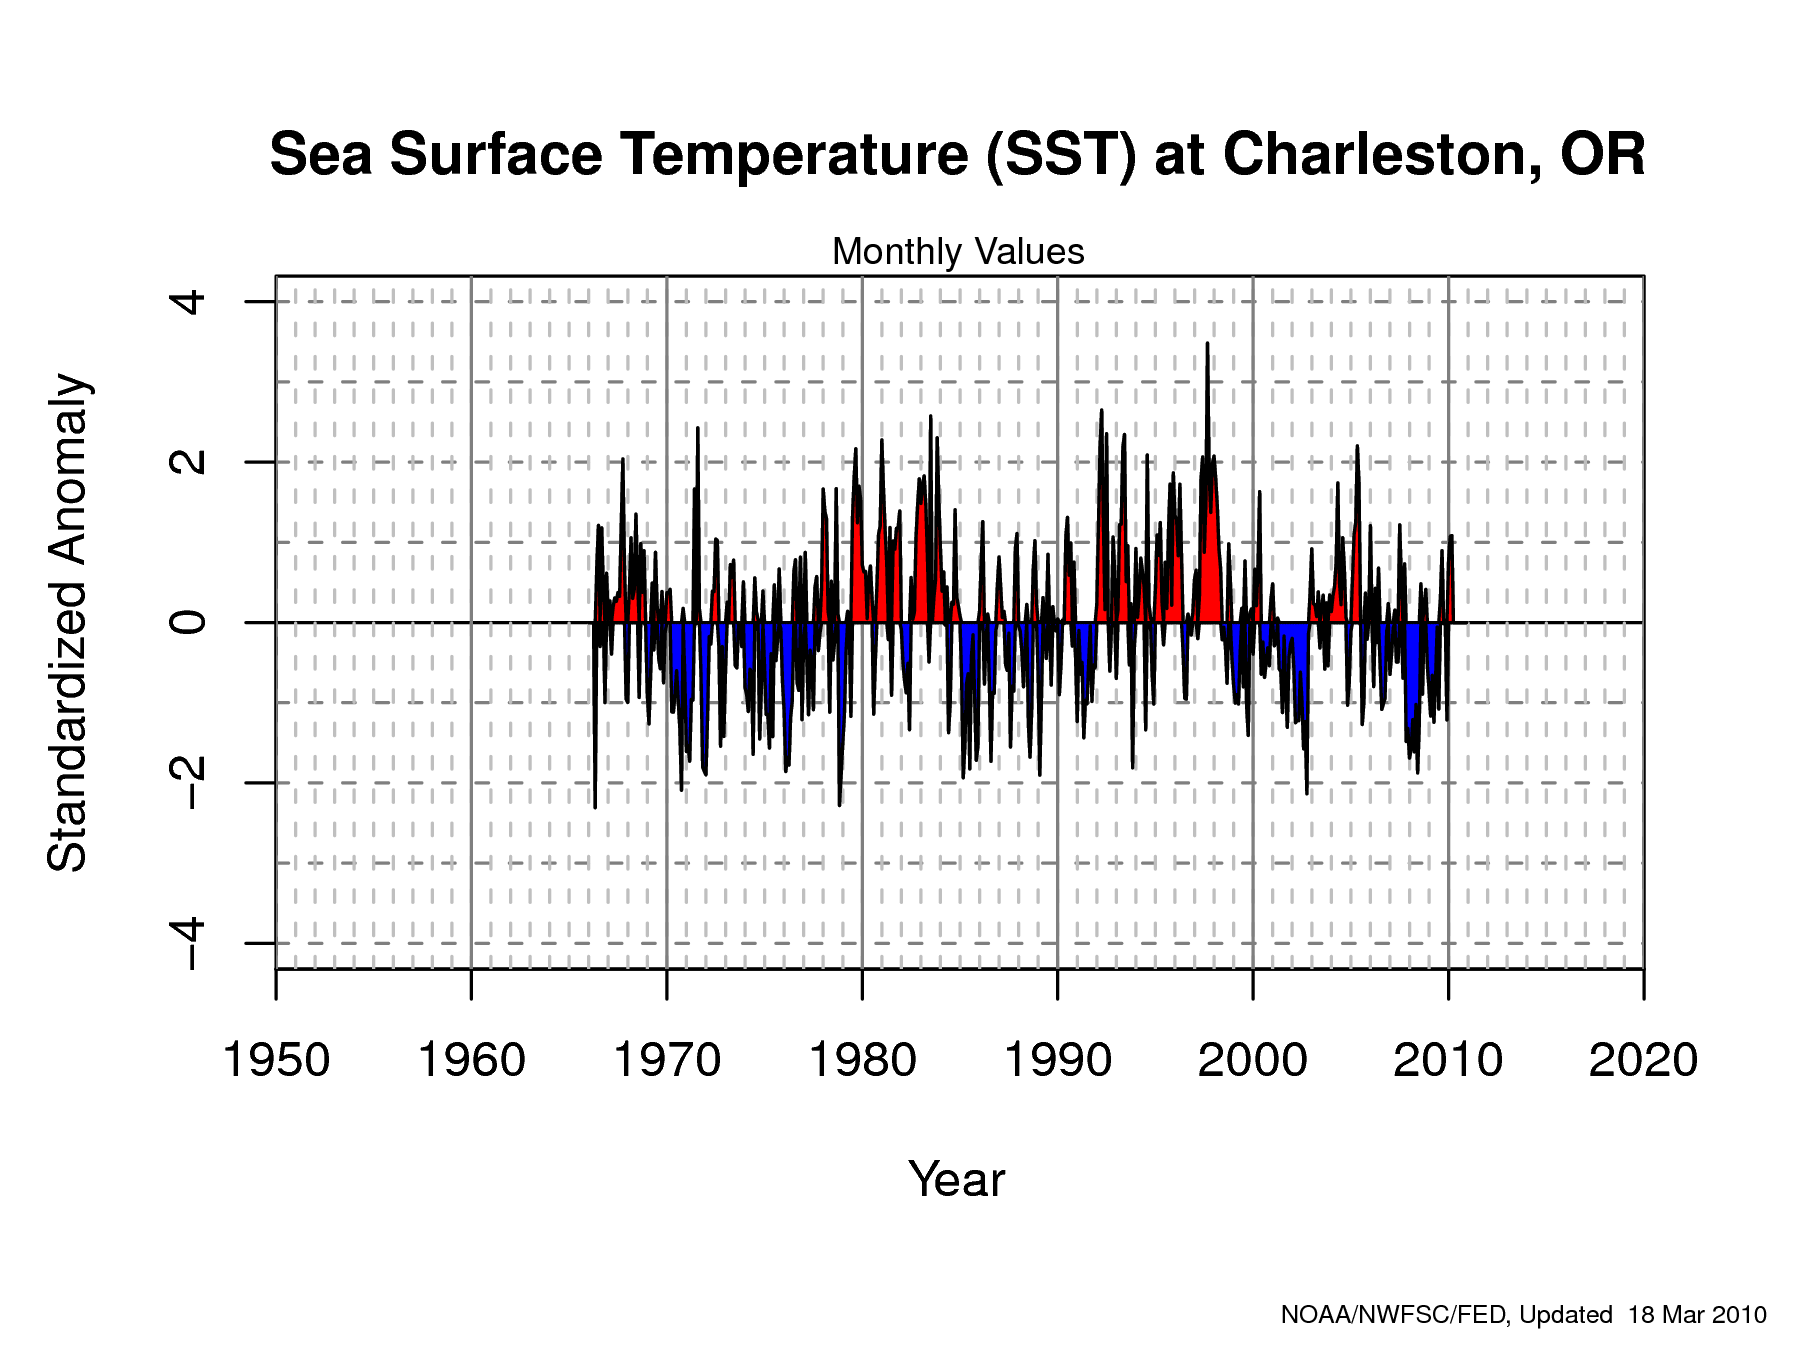 Sea Surface Temperature (SST) at Charleston, OR
Monthly Values
Standardized Anomaly
4
2
0
−2
−4
1950 1960 1970 1980 1990 2000 2010 2020
Year
NOAA/NWFSC/FED, Updated 18 Mar 2010